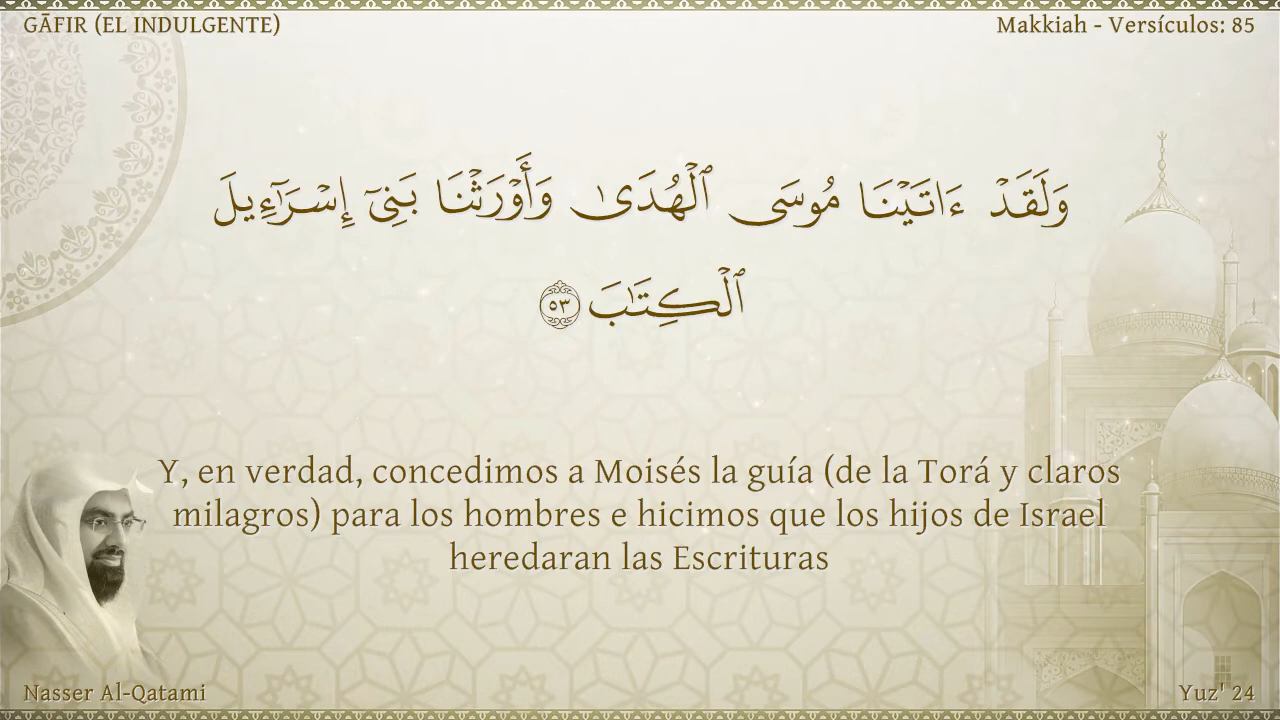 GĀFIR (EL INDULGENTE)
Makkiah - Versículos: 85
وَلَقَدْ ءَاتَيْنَا مُوسَى ٱلْهُدَىٰ وَأَوْرَثْنَا بَنِىٓ إِسْرَٰٓءِيلَ
ٱلْكِتَٰبَ ٥٣
Y, en verdad, concedimos a Moisés la guía (de la Torá y claros
milagros) para los hombres e hicimos que los hijos de Israel
heredaran las Escrituras
Nasser Al-Qatami
Yuz' 24